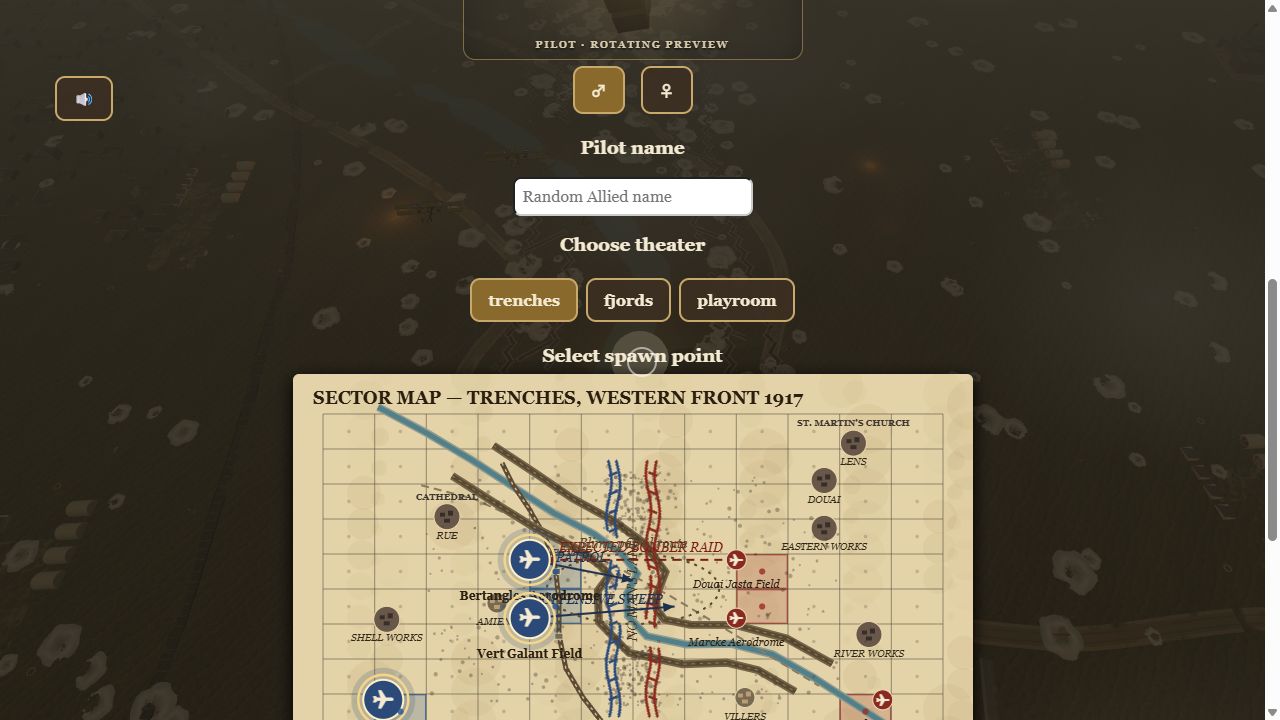 PILOT · ROTATING PREVIEW
Pilot name
Random Allied name
Choose theater
trenches fjords playroom
Select spawn point
SECTOR MAP — TRENCHES, WESTERN FRONT 1917
ST. MARTIN'S CHURCH
LENS
DOUAI
CATHEDRAL
RUE
EASTERN WORKS
BOMBER RAID
PATROL
Douai Jasta Field
SWEEP
SHELL WORKS
Marcke Aerodrome
RIVER WORKS
Vert Galant Field
VILLERS